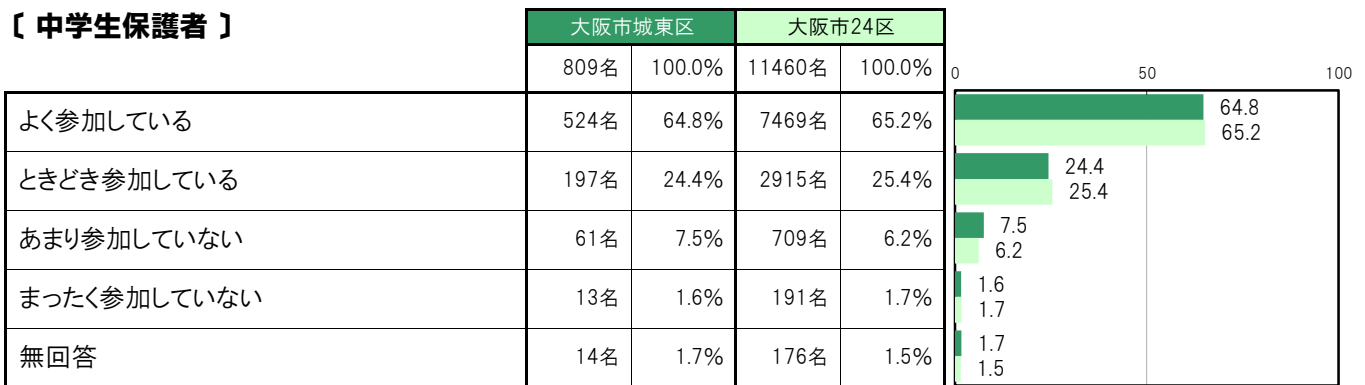 〔 中学生保護者 〕
大阪市城東区 大阪市24区
809名 100.0% 11460名 100.0%
0 50 100
よく参加している 524名 64.8% 7469名 65.2%
64.8
65.2
ときどき参加している 197名 24.4% 2915名 25.4%
24.4
25.4
あまり参加していない 61名 7.5% 709名 6.2%
7.5
6.2
まったく参加していない 13名 1.6% 191名 1.7%
1.6
1.7
無回答 14名 1.7% 176名 1.5%
1.7
1.5